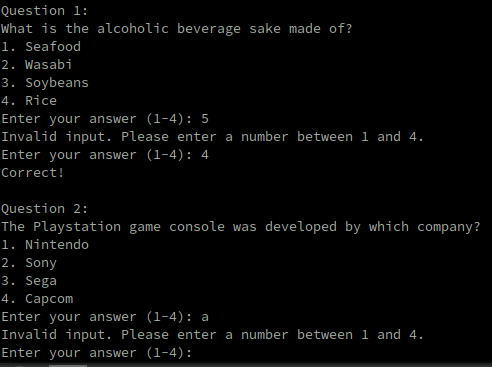 Question 1:
What is the alcoholic beverage sake made of?
1. Seafood
2. Wasabi
3. Soybeans
4. Rice
Enter your answer (1-4): 5
Invalid input. Please enter a number between 1 and 4.
Enter your answer (1-4): 4
Correct!

Question 2:
The Playstation game console was developed by which company?
1. Nintendo
2. Sony
3. Sega
4. Capcom
Enter your answer (1-4): a
Invalid input. Please enter a number between 1 and 4.
Enter your answer (1-4):